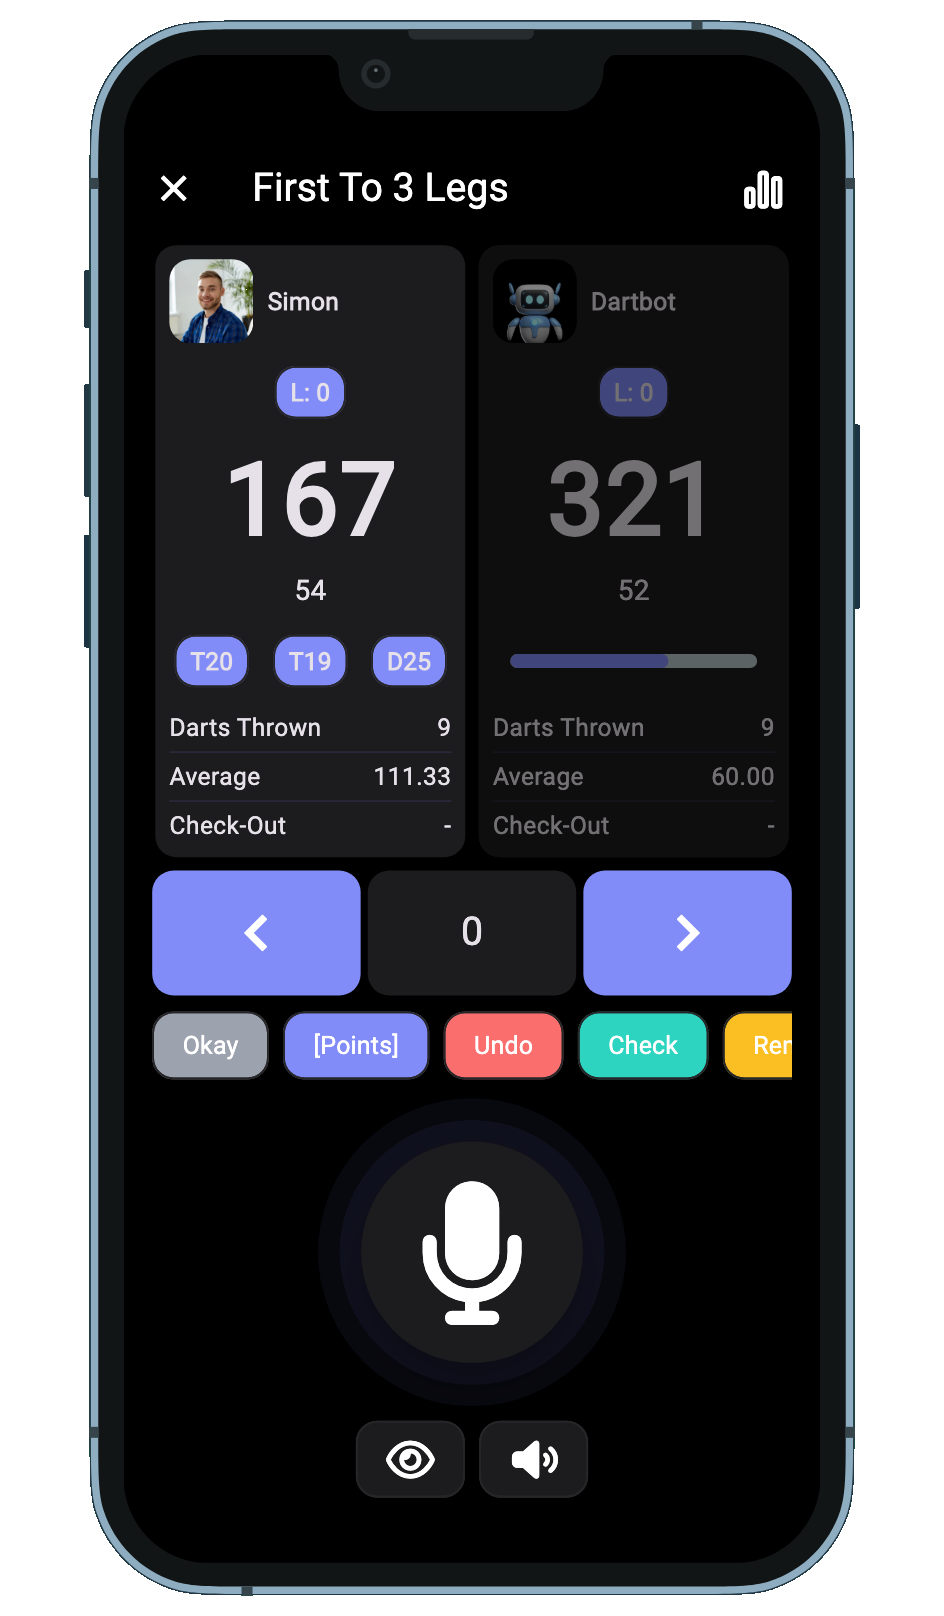 First To 3 Legs
Simon
L: 0
167
54
T20 T19 D25
Darts Thrown 9
Average 111.33
Check-Out -
Dartbot
L: 0
321
52
Darts Thrown 9
Average 60.00
Check-Out -
0
Okay [Points] Undo Check Rem